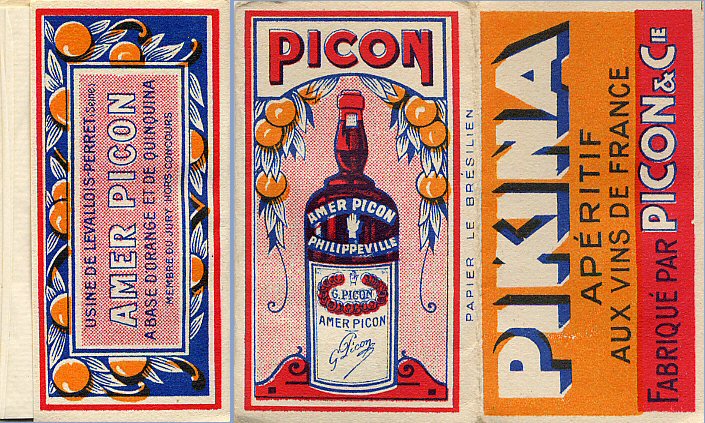 USINE DE LEVALLOIS-PERRET (Seine)
AMER PICON
A BASE D'ORANGE ET DE QUINQUINA
MEMBRE DU JURY-HORS CONCOURS
PICON
AMER PICON
PHILIPPEVILLE
G. PICON
AMER PICON
G. Picon
PAPIER LE BRÉSILIEN
PIKINA
APÉRITIF
AUX VINS DE FRANCE
FABRIQUÉ PAR PICON & CIE